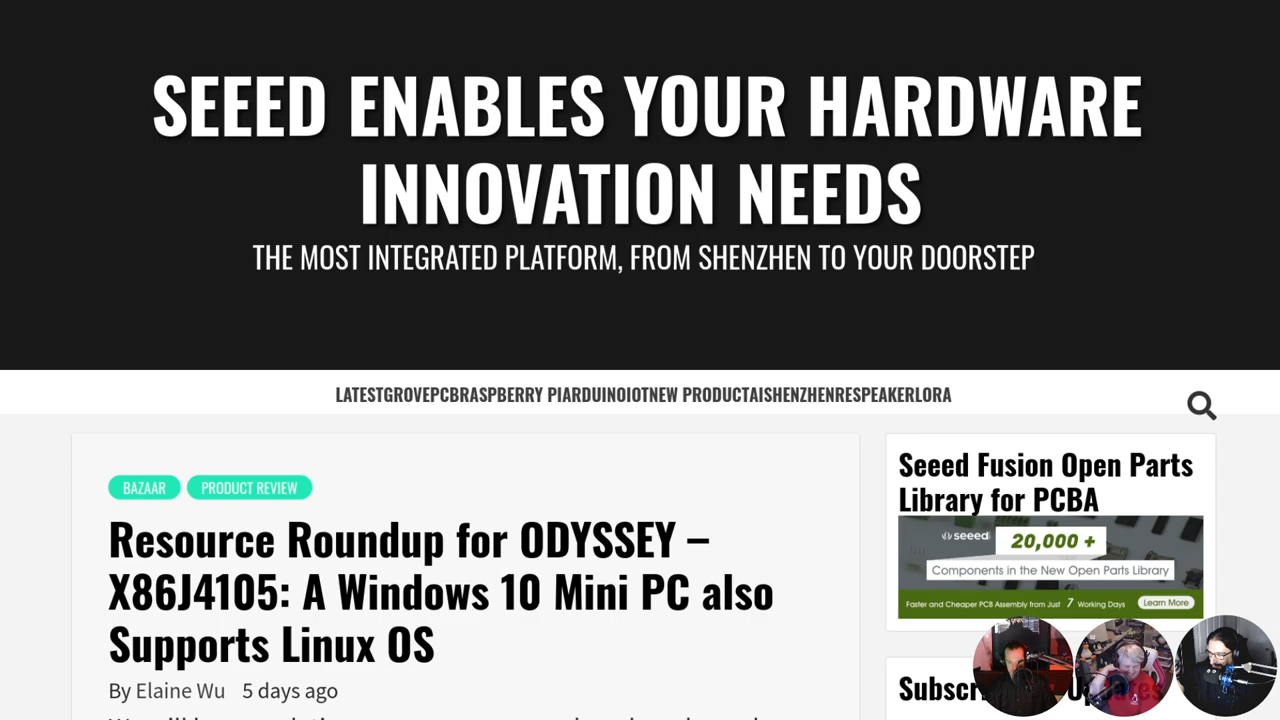 SEEED ENABLES YOUR HARDWARE
INNOVATION NEEDS
THE MOST INTEGRATED PLATFORM, FROM SHENZHEN TO YOUR DOORSTEP
LATESTGROVEPCBRASPBERRY PIARDUINOIOTNEW PRODUCTAISHENZHENRESPEAKERLORA
BAZAAR PRODUCT REVIEW
Resource Roundup for ODYSSEY –
X86J4105: A Windows 10 Mini PC also
Supports Linux OS
By Elaine Wu 5 days ago
Seeed Fusion Open Parts
Library for PCBA
seeed 20,000 +
Components in the New Open Parts Library
Faster and Cheaper PCB Assembly from Just 7 Working Days Learn More